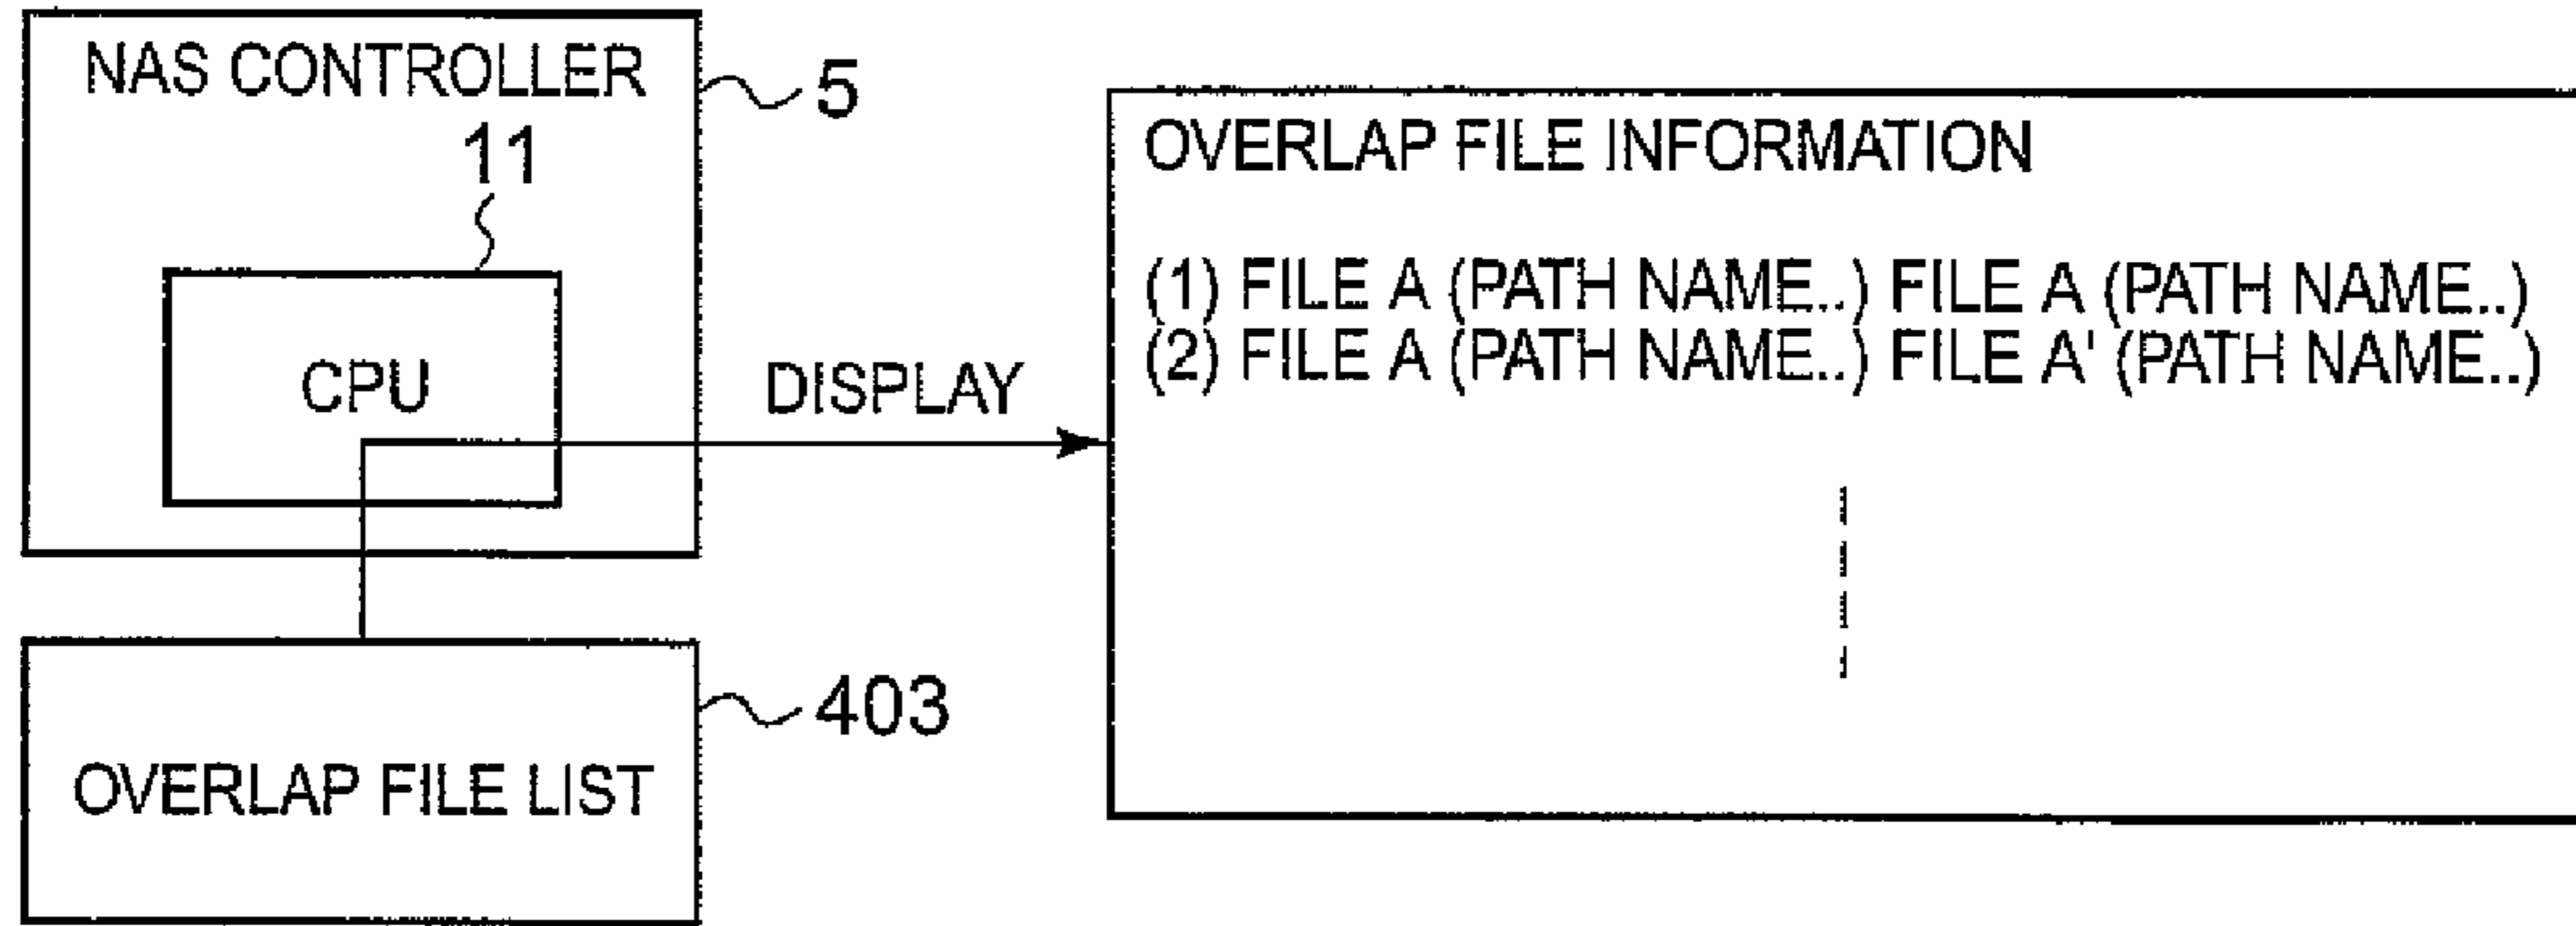 NAS CONTROLLER
5
11
CPU
DISPLAY
OVERLAP FILE LIST
403
OVERLAP FILE INFORMATION
(1) FILE A (PATH NAME..) FILE A (PATH NAME..)
(2) FILE A (PATH NAME..) FILE A' (PATH NAME..)